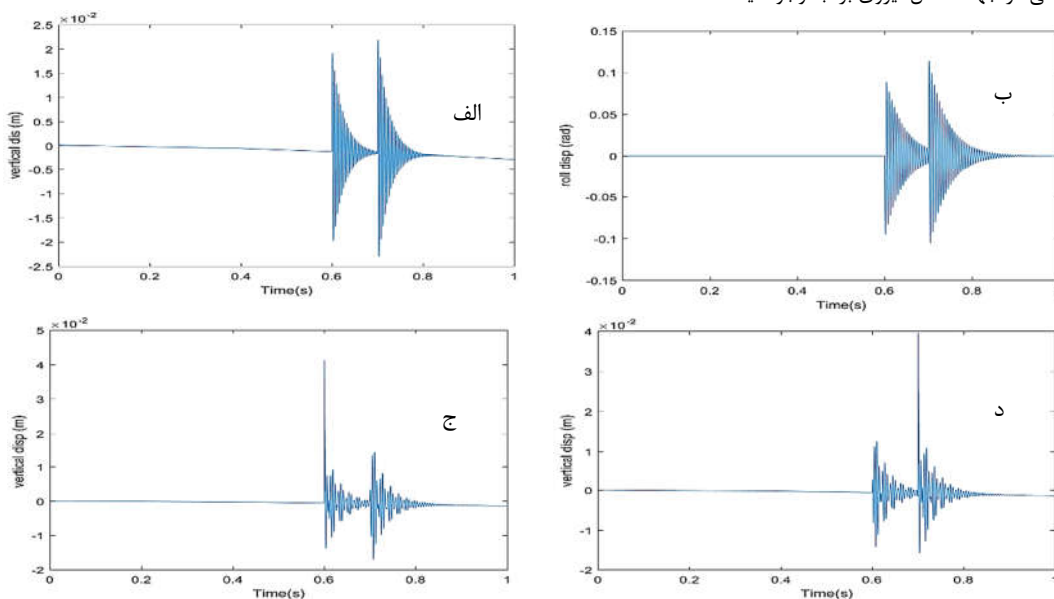 ×10⁻²
2.5
2
1.5
1
0.5
0
-0.5
-1
-1.5
-2
-2.5
vertical dis (m)
الف
0 0.2 0.4 0.6 0.8 1
Time(s)
0.15
0.1
0.05
0
-0.05
-0.1
-0.15
roll disp (rad)
ب
0 0.2 0.4 0.6 0.8
Time(s)
×10⁻²
5
4
3
2
1
0
-1
-2
vertical disp (m)
ج
0 0.2 0.4 0.6 0.8 1
Time(s)
×10⁻²
4
3
2
1
0
-1
-2
vertical disp (m)
د
0 0.2 0.4 0.6 0.8 1
Time(s)